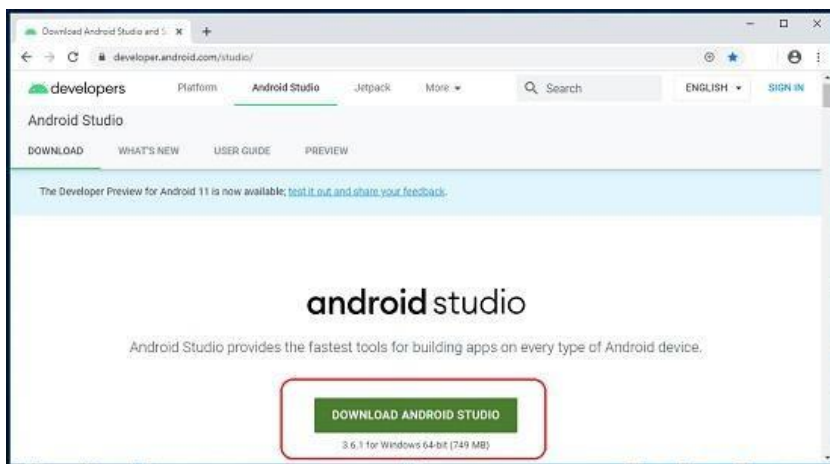 Download Android Studio and S
developer.android.com/studio/
developers Platform Android Studio Jetpack More Search ENGLISH SIGN IN
Android Studio
DOWNLOAD WHAT'S NEW USER GUIDE PREVIEW
The Developer Preview for Android 11 is now available; test it out and share your feedback.
android studio
Android Studio provides the fastest tools for building apps on every type of Android device.
DOWNLOAD ANDROID STUDIO
3.6.1 for Windows 64-bit (749 MB)